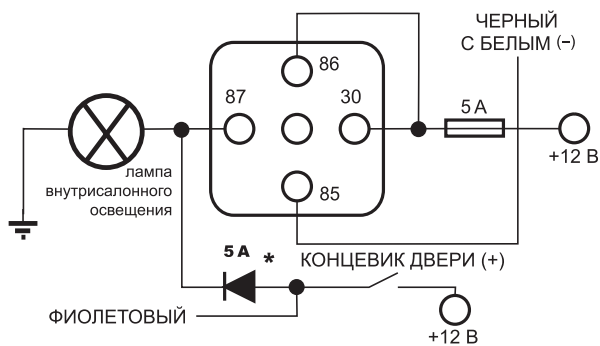 ЧЕРНЫЙ
С БЕЛЫМ (–)
86
87
30
5 А
+12 В
лампа
внутрисалонного
освещения
85
5 А *
КОНЦЕВИК ДВЕРИ (+)
ФИОЛЕТОВЫЙ
+12 В